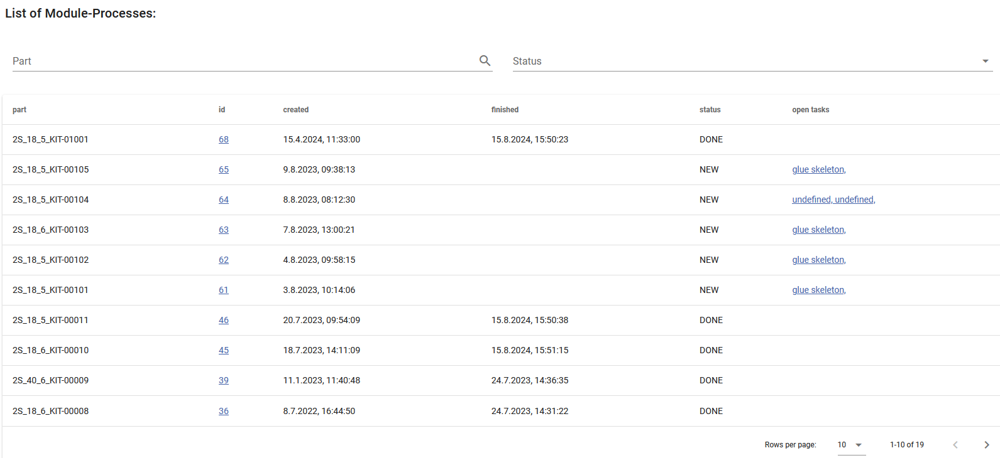 List of Module-Processes:
Part Status
part id created finished status open tasks
2S_18_5_KIT-01001 68 15.4.2024, 11:33:00 15.8.2024, 15:50:23 DONE
2S_18_5_KIT-00105 65 9.8.2023, 09:38:13 NEW glue skeleton,
2S_18_5_KIT-00104 64 8.8.2023, 08:12:30 NEW undefined, undefined,
2S_18_6_KIT-00103 63 7.8.2023, 13:00:21 NEW glue skeleton,
2S_18_5_KIT-00102 62 4.8.2023, 09:58:15 NEW glue skeleton,
2S_18_5_KIT-00101 61 3.8.2023, 10:14:06 NEW glue skeleton,
2S_18_5_KIT-00011 46 20.7.2023, 09:54:09 15.8.2024, 15:50:38 DONE
2S_18_6_KIT-00010 45 18.7.2023, 14:11:09 15.8.2024, 15:51:15 DONE
2S_40_6_KIT-00009 39 11.1.2023, 11:40:48 24.7.2023, 14:36:35 DONE
2S_18_6_KIT-00008 36 8.7.2022, 16:44:50 24.7.2023, 14:31:22 DONE
Rows per page: 10 1-10 of 19